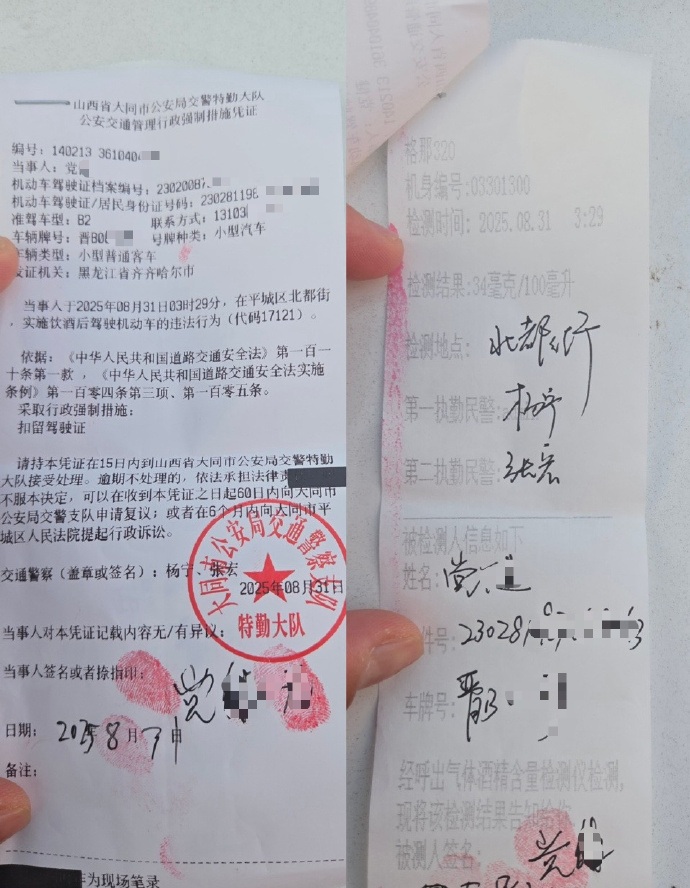 山西省大同市公安局交警特勤大队
公安交通管理行政强制措施凭证
编号：140213 3610404
当事人：党
机动车驾驶证档案编号：23020087
机动车驾驶证/居民身份证号码：230281198
准驾车型：B2 联系方式：13103
车辆牌号：晋B0L 号牌种类：小型汽车
车辆类型：小型普通客车
发证机关：黑龙江省齐齐哈尔市
当事人于2025年08月31日03时29分，在平城区北都街
，实施饮酒后驾驶机动车的违法行为（代码17121）。
依据：《中华人民共和国道路交通安全法》第一百一
十条第一款，《中华人民共和国道路交通安全法实施
条例》第一百零四条第三项、第一百零五条。
采取行政强制措施：
扣留驾驶证
请持本凭证在15日内到山西省大同市公安局交警特勤
大队接受处理。逾期不处理的，依法承担法律责
不服本决定，可以在收到本凭证之日起60日内向大同市
公安局交警支队申请复议；或者在6个月内向大同市平
城区人民法院提起行政诉讼。
交通警察（盖章或签名）：杨宁、张宏
2025年08月31日
大同市公安局交通警察支队
特勤大队
当事人对本凭证记载内容无/有异议：
当事人签名或者捺指印：党
日期：2025年8月31日
备注：
作为现场笔录
格那320
机身编号：03301300
检测时间：2025.08.31 3:29
检测结果：34毫克/100毫升
检测地点：北都街
第一执勤民警：杨宁
第二执勤民警：张宏
被检测人信息如下
姓名：党
件号：23028
车牌号：晋B
经呼出气体酒精含量检测仪检测，
现将该检测结果告知给你
被测人签名：党